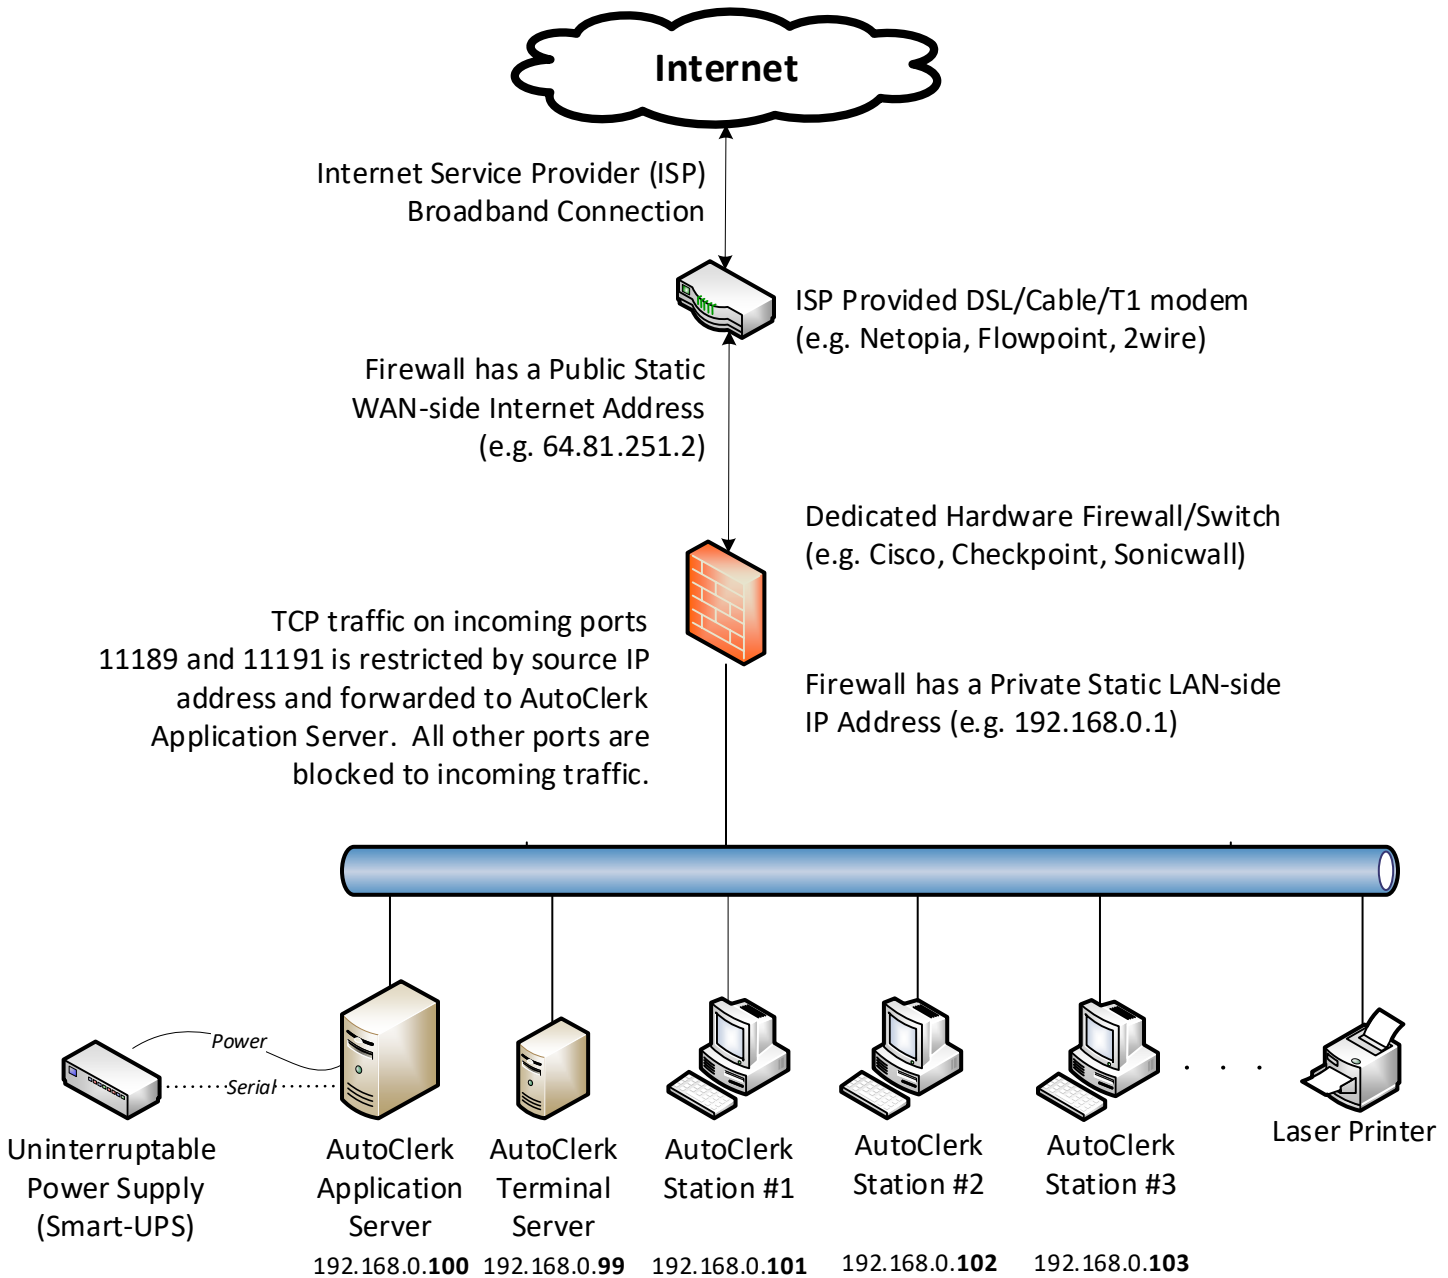 Internet
Internet Service Provider (ISP)
Broadband Connection
ISP Provided DSL/Cable/T1 modem
(e.g. Netopia, Flowpoint, 2wire)
Firewall has a Public Static
WAN-side Internet Address
(e.g. 64.81.251.2)
Dedicated Hardware Firewall/Switch
(e.g. Cisco, Checkpoint, Sonicwall)
TCP traffic on incoming ports
11189 and 11191 is restricted by source IP
address and forwarded to AutoClerk
Application Server.  All other ports are
blocked to incoming traffic.
Firewall has a Private Static LAN-side
IP Address (e.g. 192.168.0.1)
Power
Serial
. . .
Uninterruptable
Power Supply
(Smart-UPS)
AutoClerk
Application
Server
192.168.0.100
AutoClerk
Terminal
Server
192.168.0.99
AutoClerk
Station #1
192.168.0.101
AutoClerk
Station #2
192.168.0.102
AutoClerk
Station #3
192.168.0.103
Laser Printer